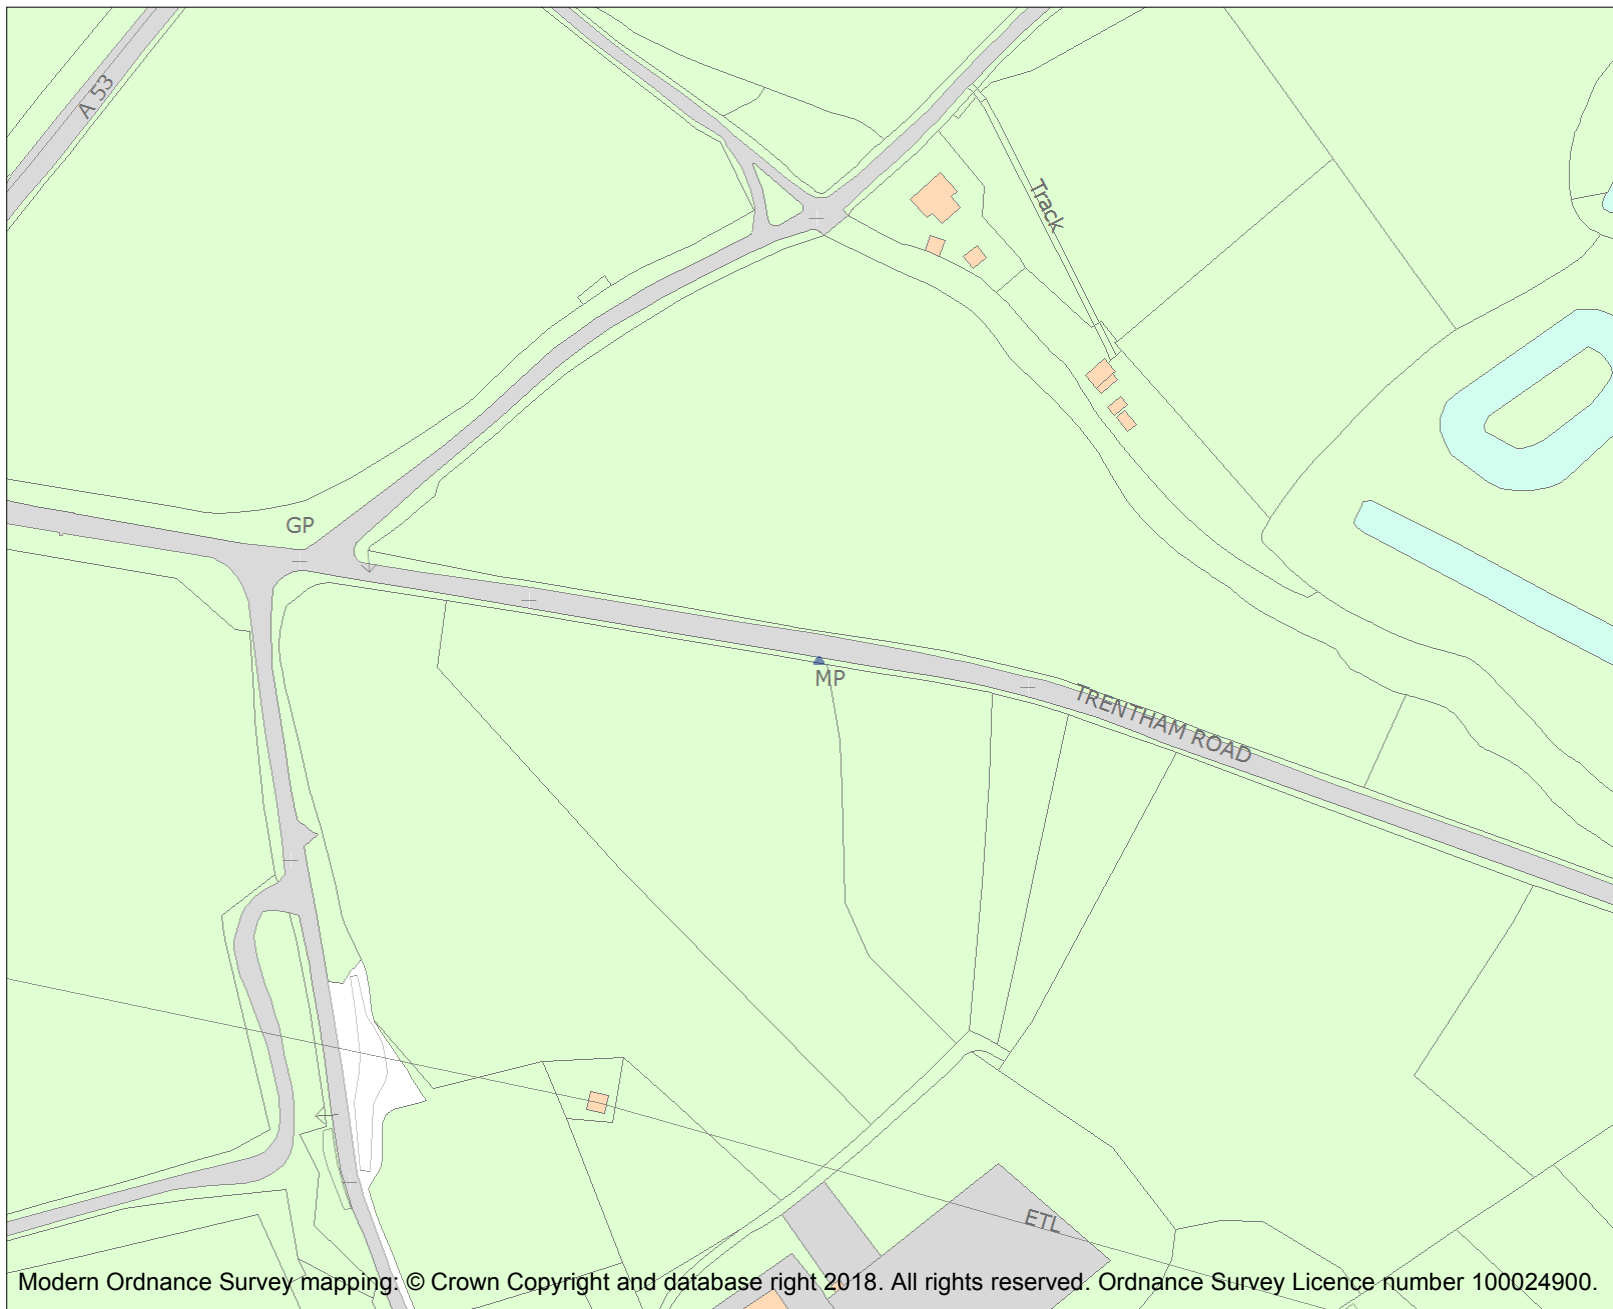 A 53
Track
GP
MP
TRENTHAM ROAD
ETL
Modern Ordnance Survey mapping: © Crown Copyright and database right 2018. All rights reserved. Ordnance Survey Licence number 100024900.